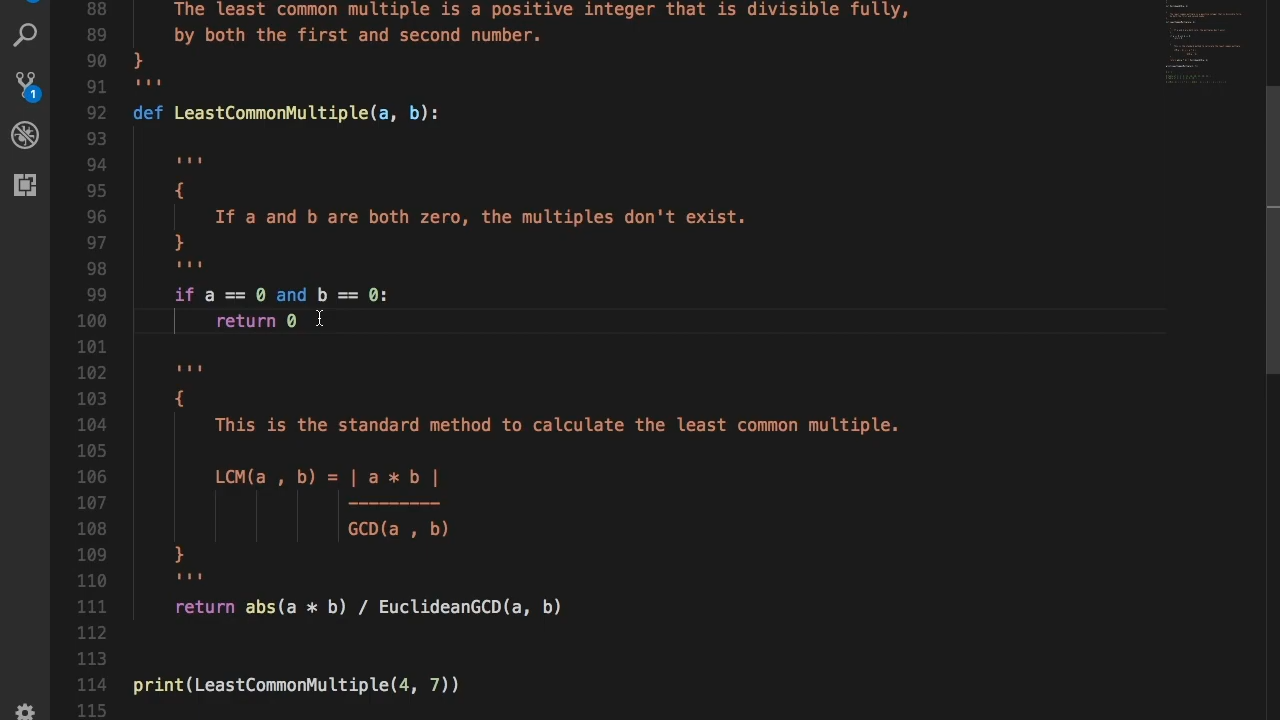 88 The least common multiple is a positive integer that is divisible fully,
89 by both the first and second number.
90 }
91 '''
1
92 def LeastCommonMultiple(a, b):
93
94 '''
95 {
96 If a and b are both zero, the multiples don't exist.
97 }
98 '''
99 if a == 0 and b == 0:
100 return 0
101
102 '''
103 {
104 This is the standard method to calculate the least common multiple.
105
106 LCM(a , b) = | a * b |
107 ---------
108 GCD(a , b)
109 }
110 '''
111 return abs(a * b) / EuclideanGCD(a, b)
112
113
114 print(LeastCommonMultiple(4, 7))
115